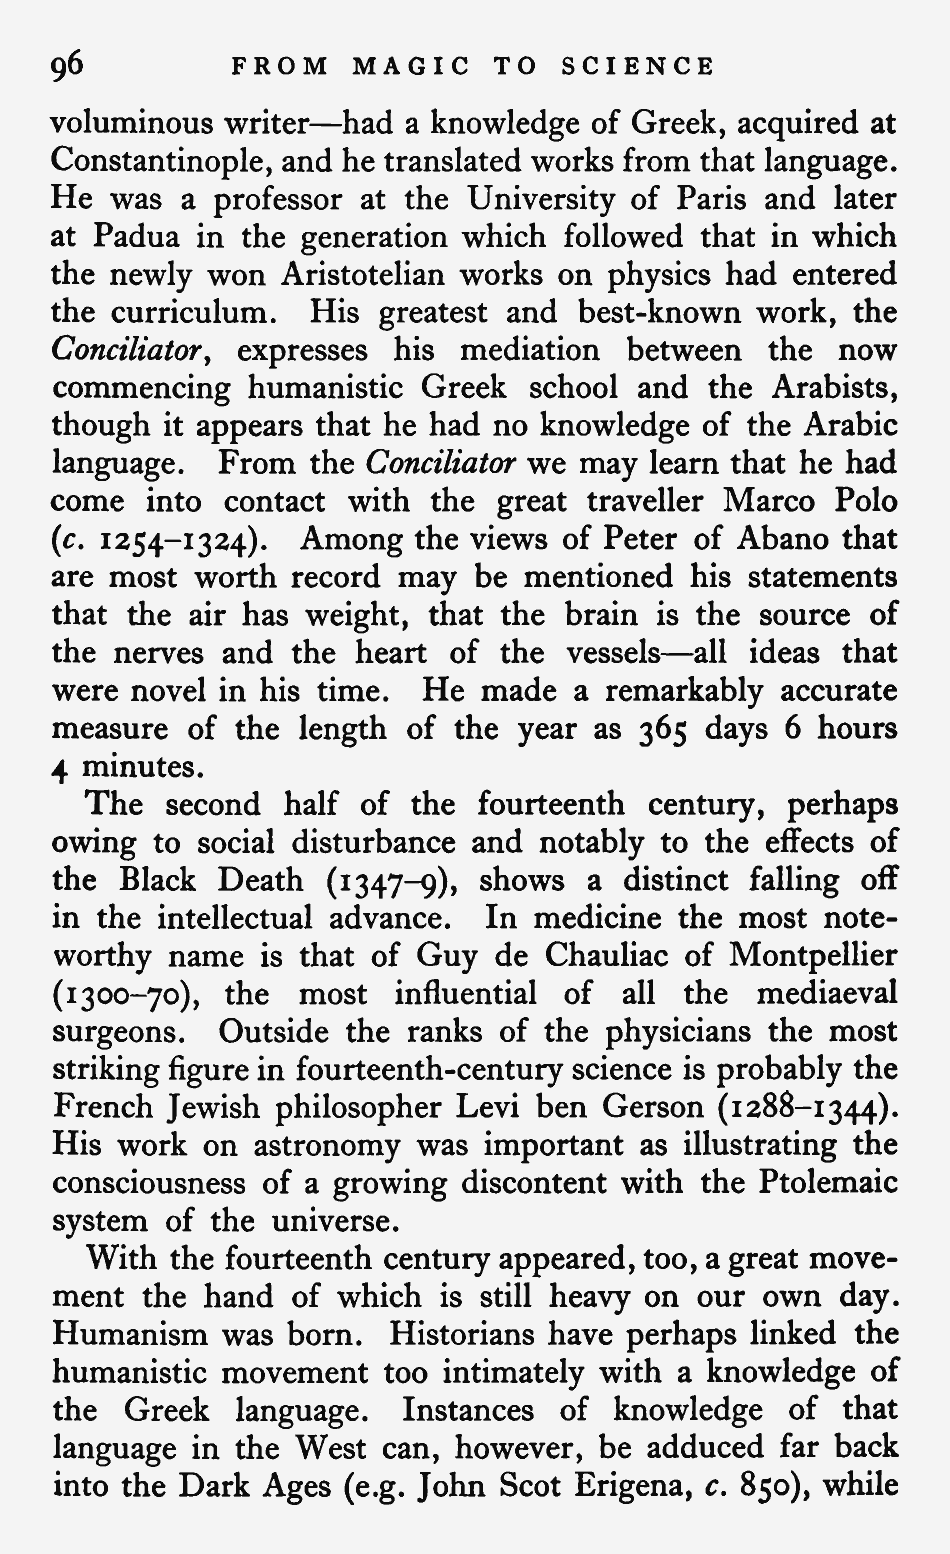 96 FROM MAGIC TO SCIENCE
voluminous writer—had a knowledge of Greek, acquired at
Constantinople, and he translated works from that language.
He was a professor at the University of Paris and later
at Padua in the generation which followed that in which
the newly won Aristotelian works on physics had entered
the curriculum. His greatest and best-known work, the
Conciliator, expresses his mediation between the now
commencing humanistic Greek school and the Arabists,
though it appears that he had no knowledge of the Arabic
language. From the Conciliator we may learn that he had
come into contact with the great traveller Marco Polo
(c. 1254–1324). Among the views of Peter of Abano that
are most worth record may be mentioned his statements
that the air has weight, that the brain is the source of
the nerves and the heart of the vessels—all ideas that
were novel in his time. He made a remarkably accurate
measure of the length of the year as 365 days 6 hours
4 minutes.
The second half of the fourteenth century, perhaps
owing to social disturbance and notably to the effects of
the Black Death (1347–9), shows a distinct falling off
in the intellectual advance. In medicine the most note-
worthy name is that of Guy de Chauliac of Montpellier
(1300–70), the most influential of all the mediaeval
surgeons. Outside the ranks of the physicians the most
striking figure in fourteenth-century science is probably the
French Jewish philosopher Levi ben Gerson (1288–1344).
His work on astronomy was important as illustrating the
consciousness of a growing discontent with the Ptolemaic
system of the universe.
With the fourteenth century appeared, too, a great move-
ment the hand of which is still heavy on our own day.
Humanism was born. Historians have perhaps linked the
humanistic movement too intimately with a knowledge of
the Greek language. Instances of knowledge of that
language in the West can, however, be adduced far back
into the Dark Ages (e.g. John Scot Erigena, c. 850), while